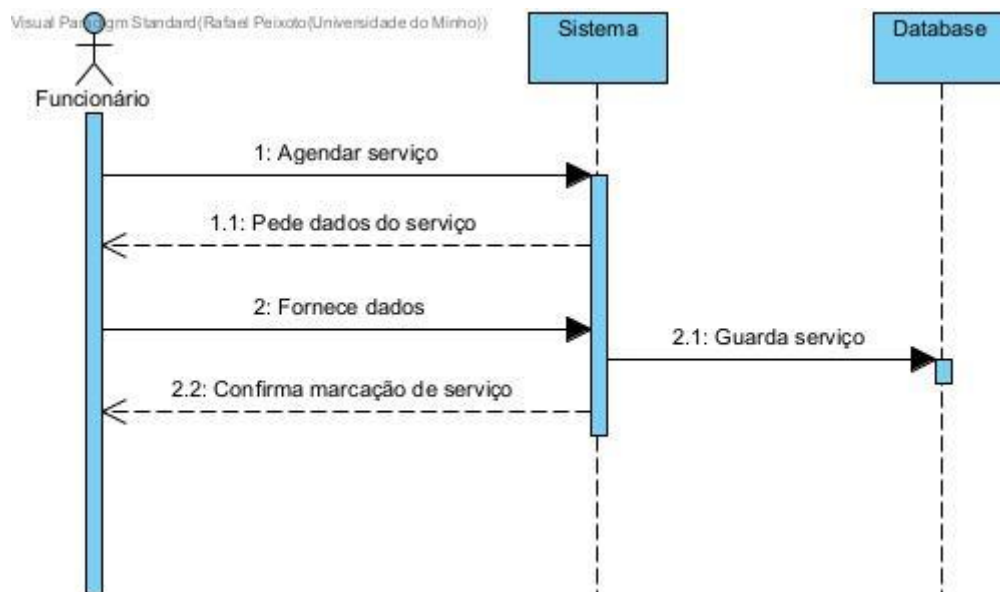 Visual Paradigm Standard(Rafael Peixoto(Universidade do Minho))
Sistema
Database
Funcionário
1: Agendar serviço
1.1: Pede dados do serviço
2: Fornece dados
2.1: Guarda serviço
2.2: Confirma marcação de serviço